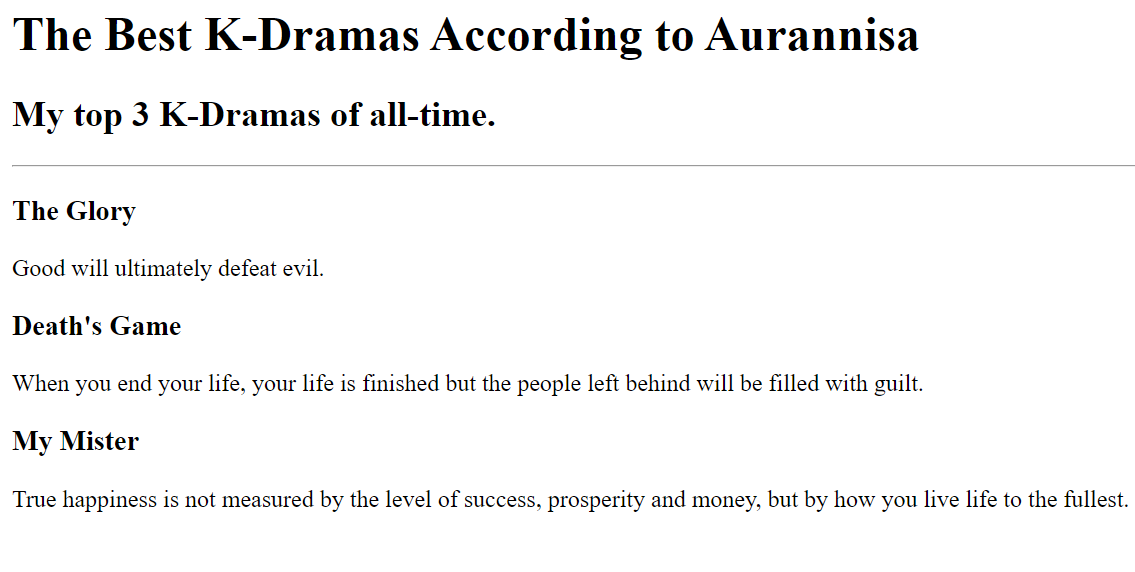 The Best K-Dramas According to Aurannisa
My top 3 K-Dramas of all-time.
The Glory
Good will ultimately defeat evil.
Death's Game
When you end your life, your life is finished but the people left behind will be filled with guilt.
My Mister
True happiness is not measured by the level of success, prosperity and money, but by how you live life to the fullest.